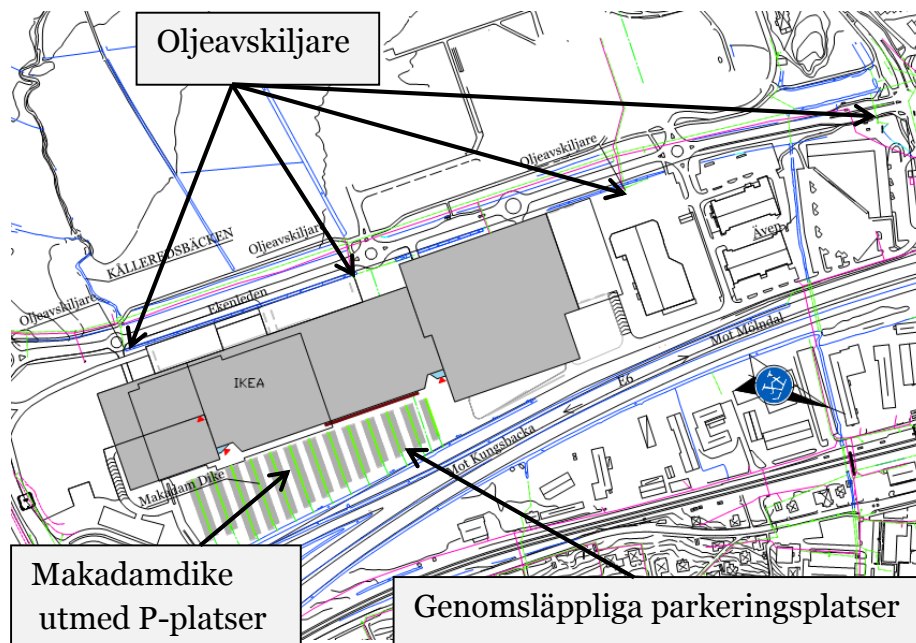 Oljeavskiljare
Oljeavskiljare
Även
KÅLLEREDSBÄCKEN
Oljeavskiljare
Ekenleden
Oljeavskiljare
Mot Mölndal
E6
IKEA
Mot Kungsbacka
Makadam Dike
Makadamdike
utmed P-platser
Genomsläppliga parkeringsplatser